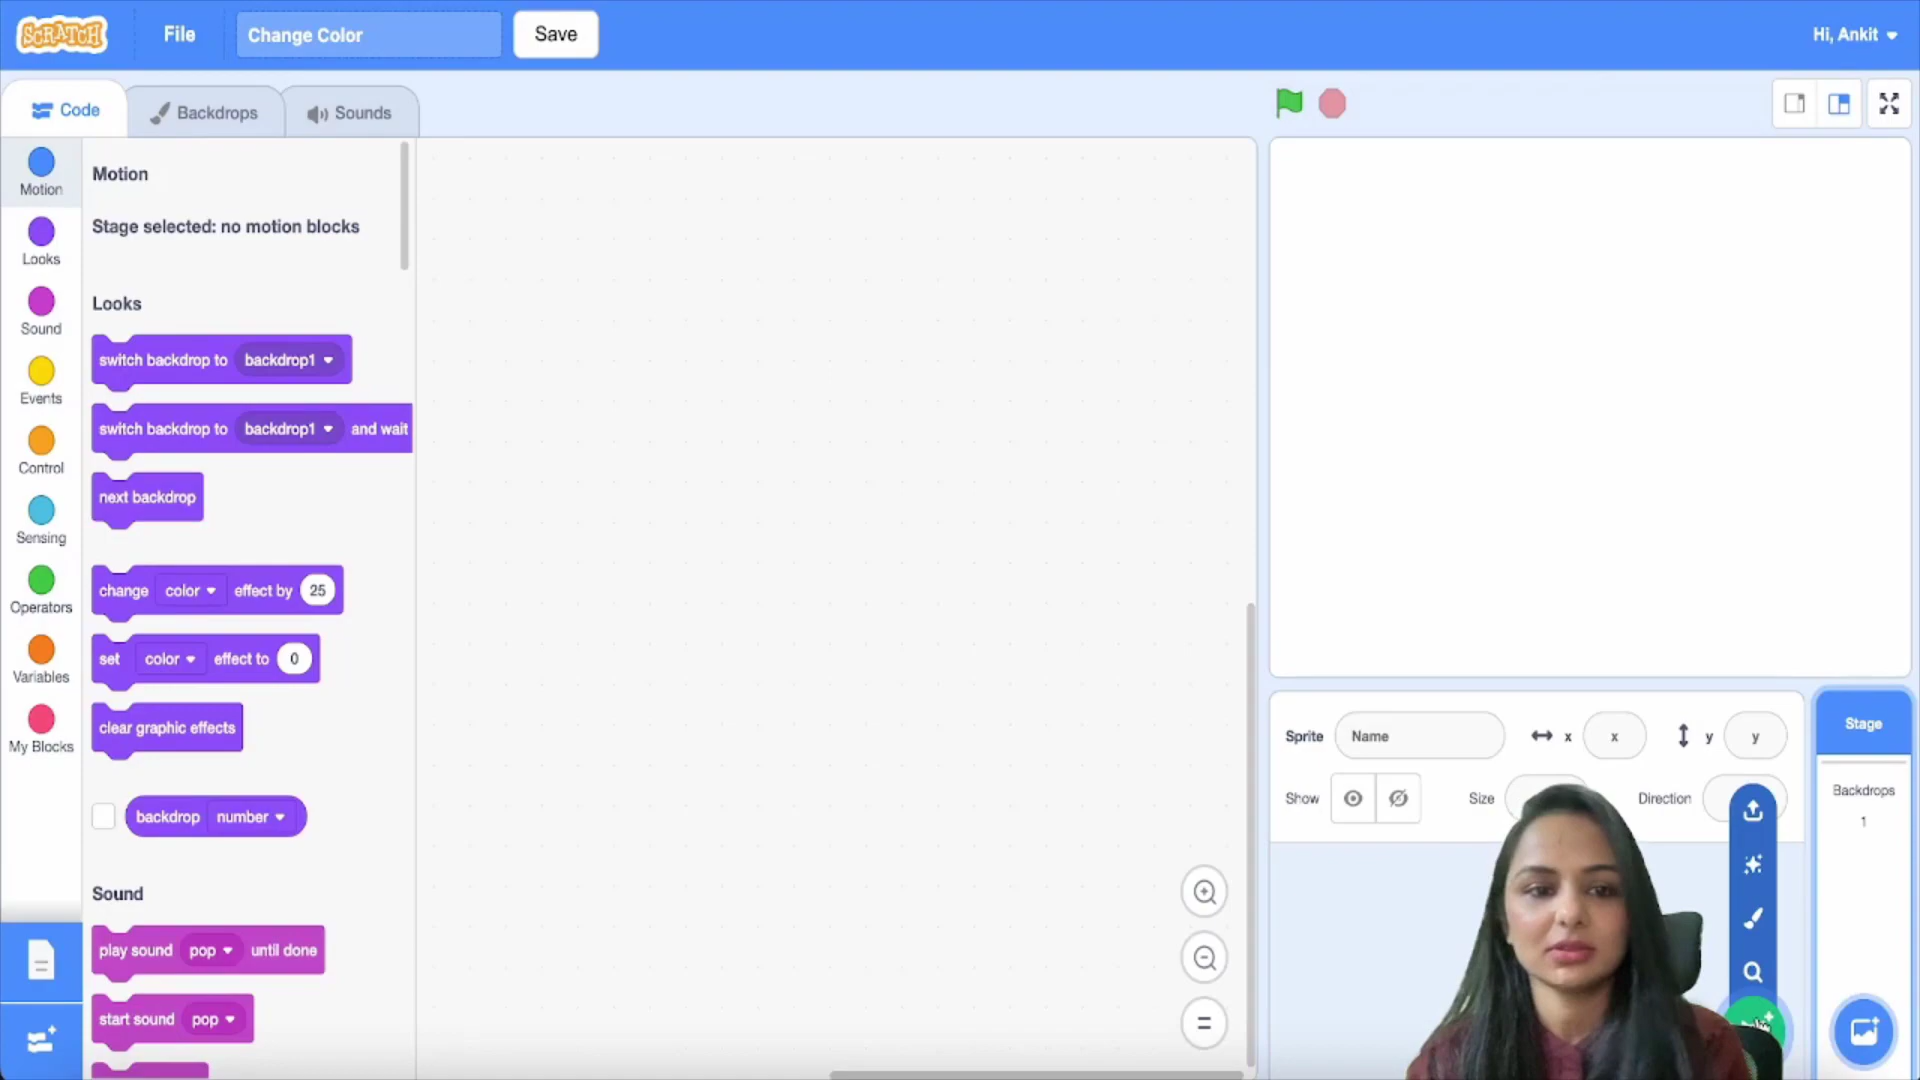 SCRATCH File Change Color Save Hi, Ankit
Code Backdrops Sounds
Motion
Looks
Sound
Events
Control
Sensing
Operators
Variables
My Blocks
Motion
Stage selected: no motion blocks
Looks
switch backdrop to backdrop1
switch backdrop to backdrop1 and wait
next backdrop
change color effect by 25
set color effect to 0
clear graphic effects
backdrop number
Sound
play sound pop until done
start sound pop
Sprite Name x x y y
Show Size Direction
Stage
Backdrops
1